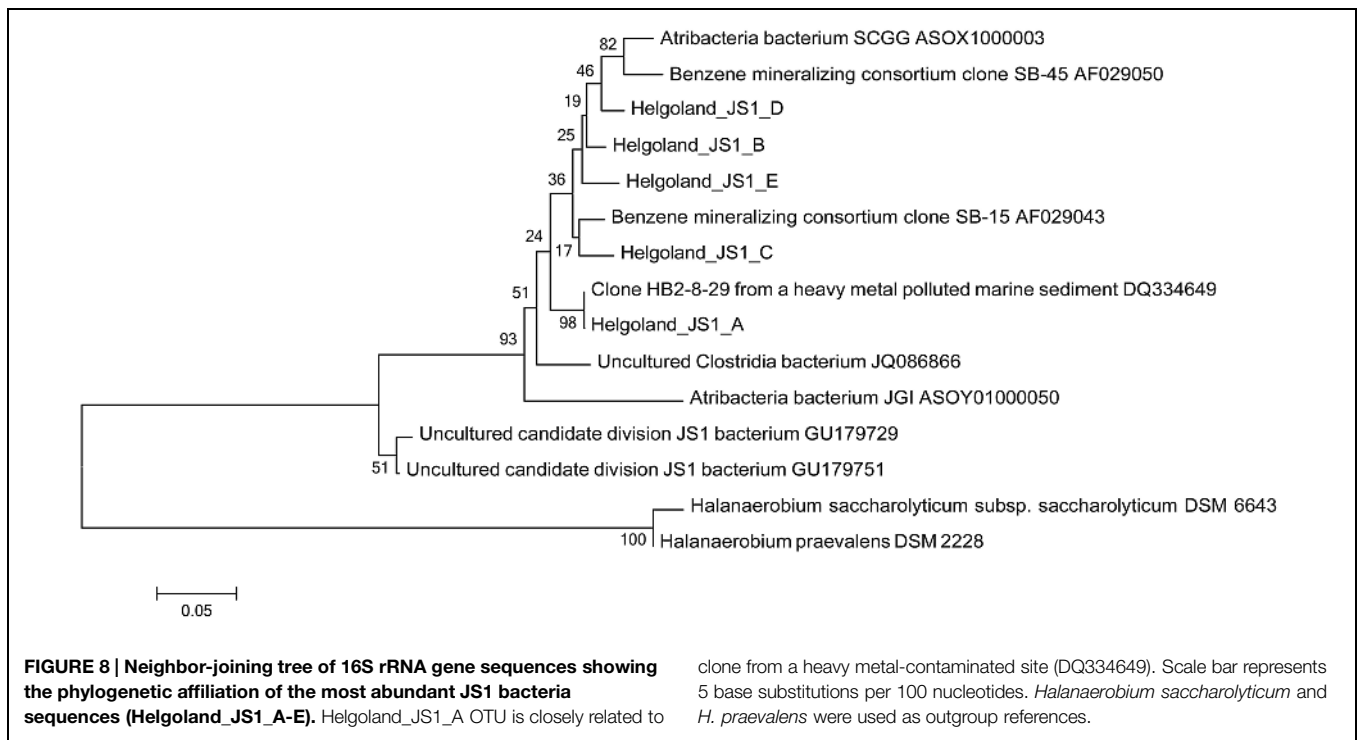 82
Atribacteria bacterium SCGG ASOX1000003
46
Benzene mineralizing consortium clone SB-45 AF029050
19
Helgoland_JS1_D
25
Helgoland_JS1_B
36
Helgoland_JS1_E
Benzene mineralizing consortium clone SB-15 AF029043
24
17
Helgoland_JS1_C
51
Clone HB2-8-29 from a heavy metal polluted marine sediment DQ334649
98
Helgoland_JS1_A
93
Uncultured Clostridia bacterium JQ086866
Atribacteria bacterium JGI ASOY01000050
Uncultured candidate division JS1 bacterium GU179729
51
Uncultured candidate division JS1 bacterium GU179751
Halanaerobium saccharolyticum subsp. saccharolyticum DSM 6643
100
Halanaerobium praevalens DSM 2228
0.05
FIGURE 8 | Neighbor-joining tree of 16S rRNA gene sequences showing
the phylogenetic affiliation of the most abundant JS1 bacteria
sequences (Helgoland_JS1_A-E). Helgoland_JS1_A OTU is closely related to
clone from a heavy metal-contaminated site (DQ334649). Scale bar represents
5 base substitutions per 100 nucleotides. Halanaerobium saccharolyticum and
H. praevalens were used as outgroup references.